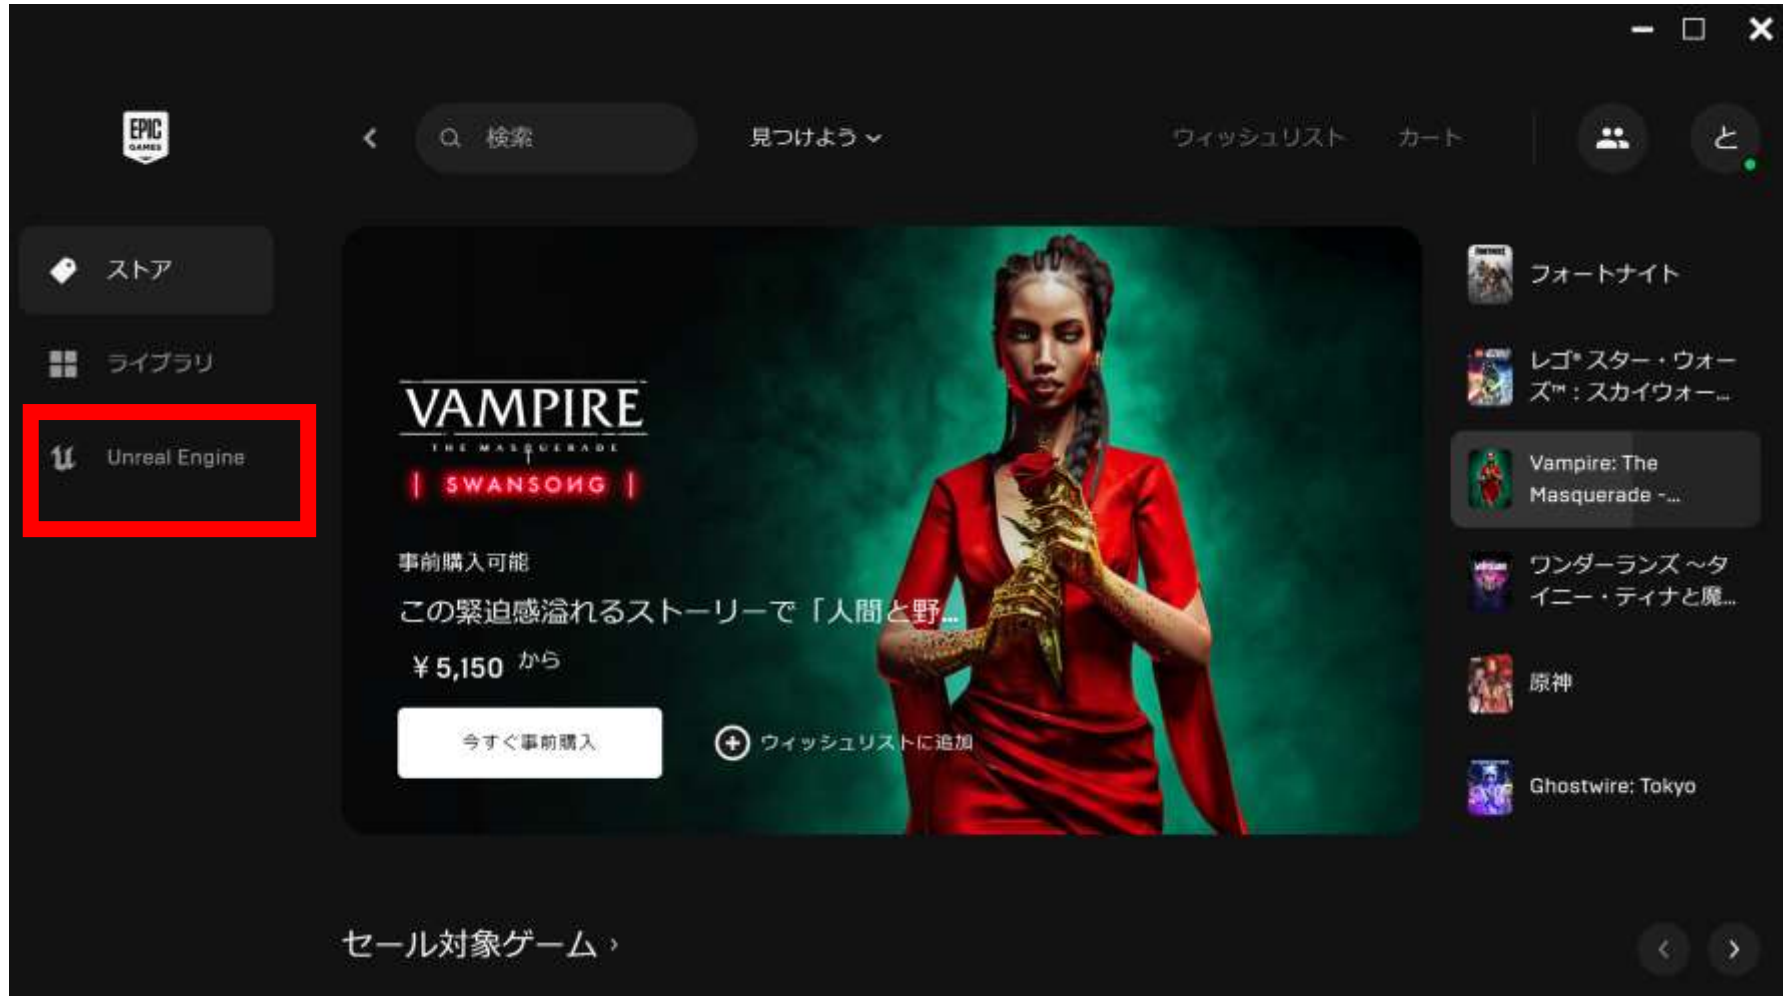 EPIC
GAMES
検索
見つけよう
ウィッシュリスト
カート
と
ストア
ライブラリ
Unreal Engine
VAMPIRE
THE MASQUERADE
SWANSONG
事前購入可能
この緊迫感溢れるストーリーで「人間と野...
¥ 5,150 から
今すぐ事前購入
ウィッシュリストに追加
フォートナイト
レゴ® スター・ウォー
ズ™：スカイウォー...
Vampire: The
Masquerade -...
ワンダーランズ ～タ
イニー・ティナと魔...
原神
Ghostwire: Tokyo
セール対象ゲーム